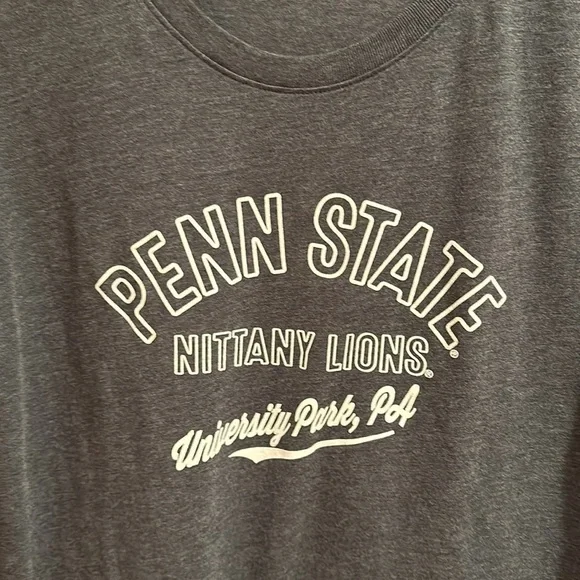 PENN STATE®
NITTANY LIONS®
University Park, PA